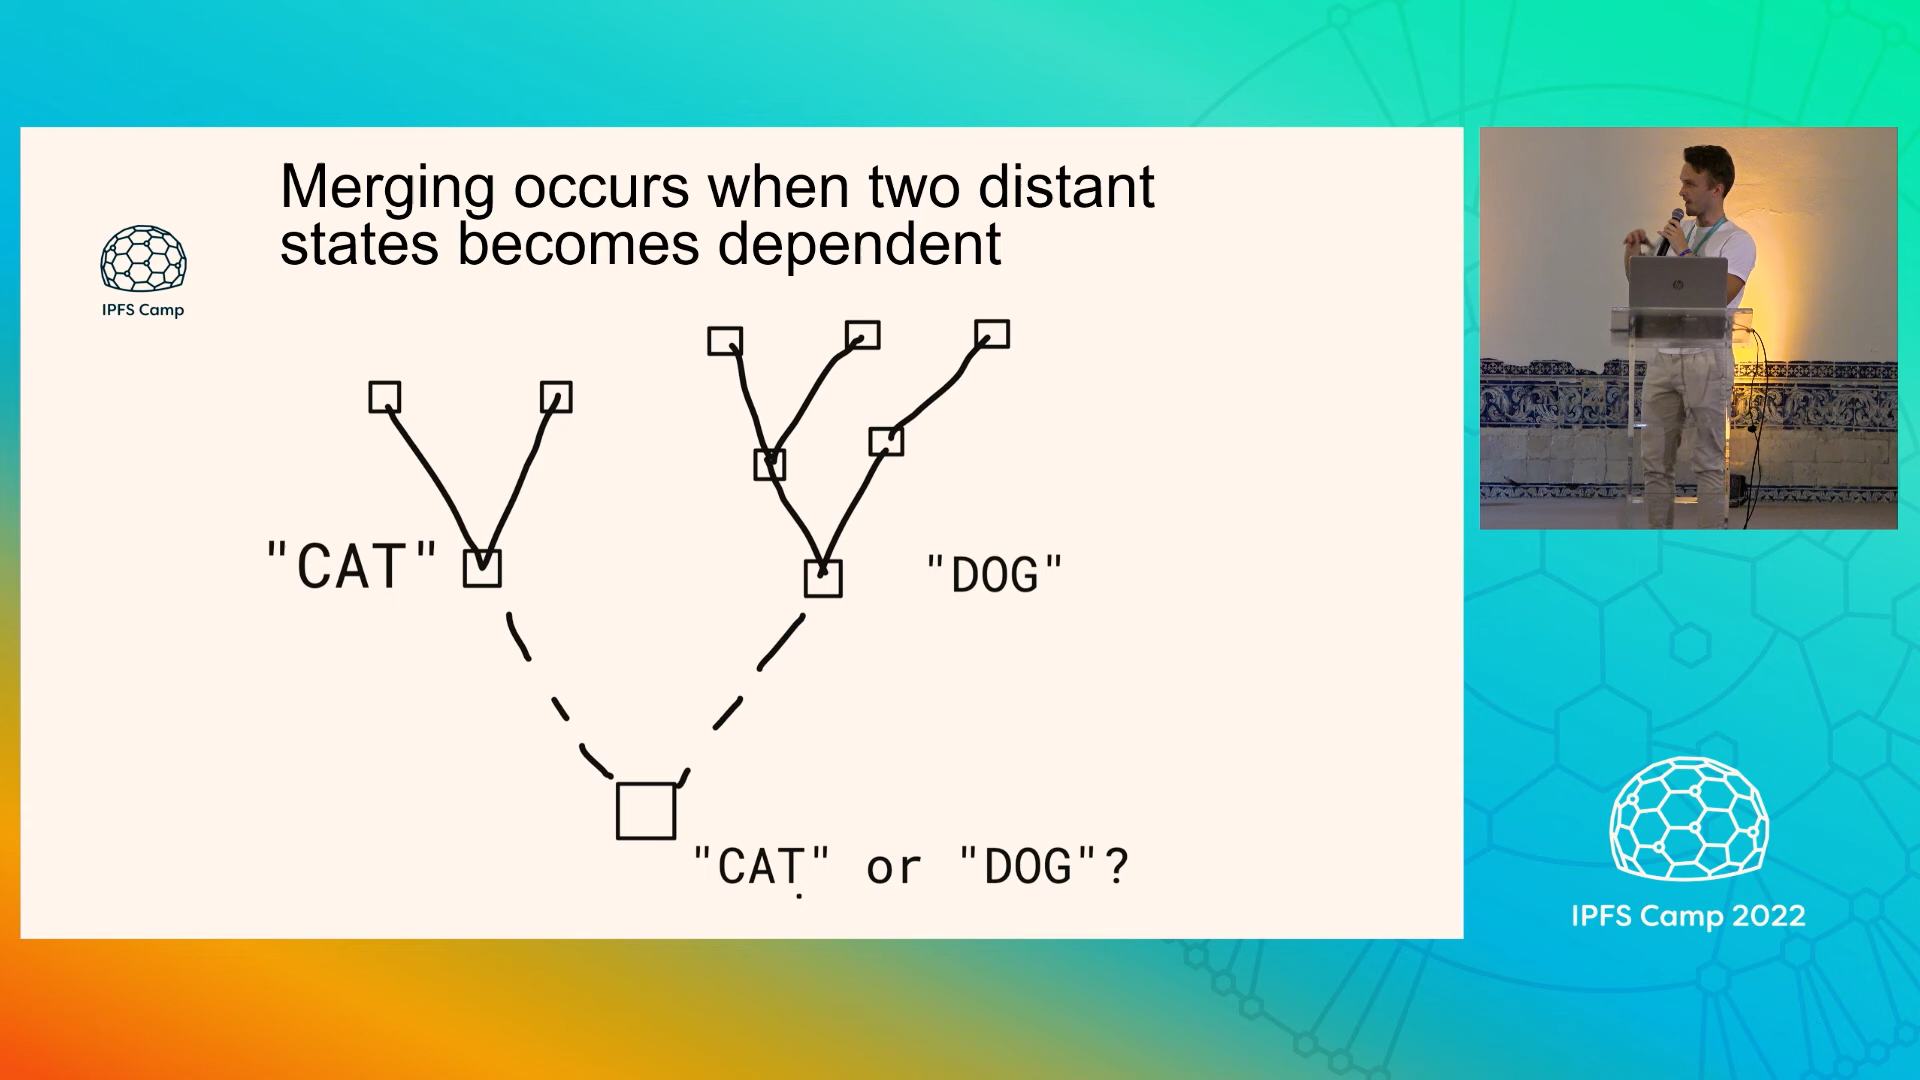 Merging occurs when two distant
states becomes dependent
IPFS Camp
"CAT"
"DOG"
"CAT" or "DOG"?
IPFS Camp 2022